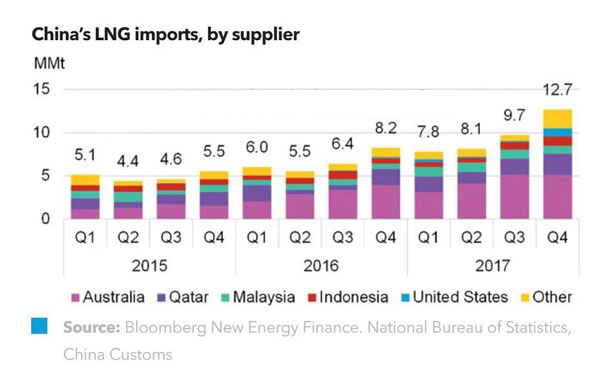 China's LNG imports, by supplier
MMt
15
12.7
10
9.7
8.2
7.8
8.1
6.0
6.4
5.1
4.4
4.6
5.5
5.5
5
0
Q1 Q2 Q3 Q4 Q1 Q2 Q3 Q4 Q1 Q2 Q3 Q4
2015 2016 2017
Australia Qatar Malaysia Indonesia United States Other
Source: Bloomberg New Energy Finance. National Bureau of Statistics,
China Customs